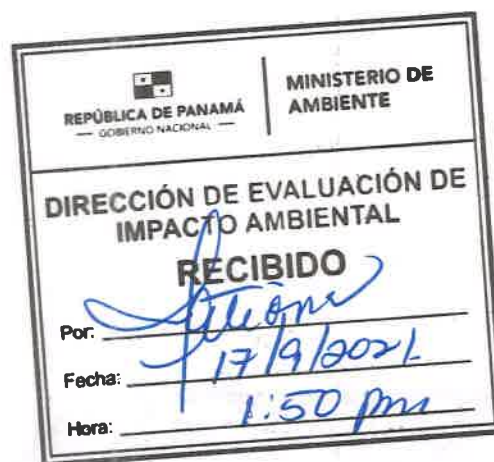 REPÚBLICA DE PANAMÁ
— GOBIERNO NACIONAL —
MINISTERIO DE
AMBIENTE
DIRECCIÓN DE EVALUACIÓN DE
IMPACTO AMBIENTAL
RECIBIDO
Por:
Fecha: 17/9/2021
Hora: 1:50 pm